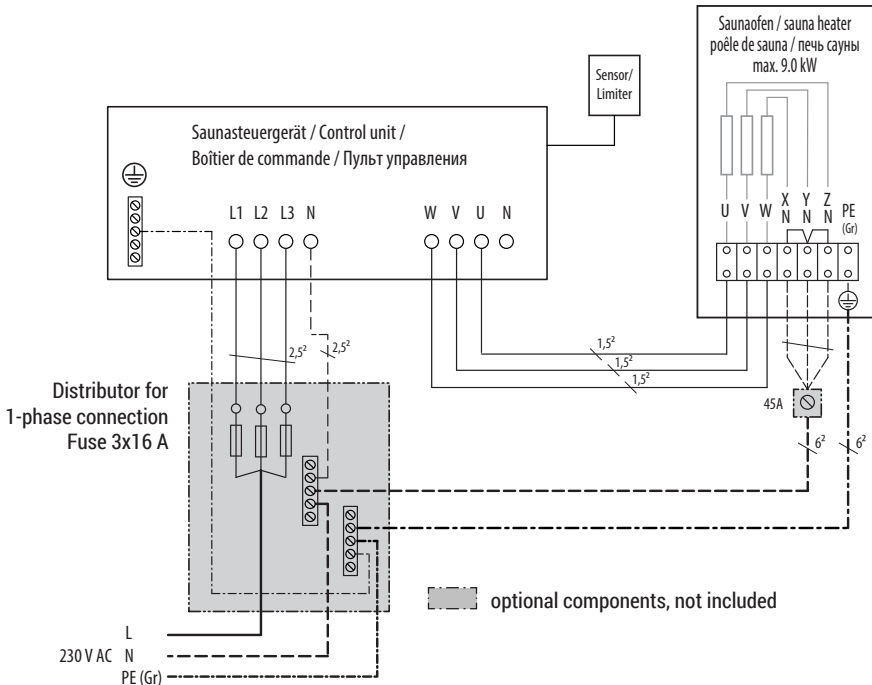 Saunaofen / sauna heater
poêle de sauna / печь сауны
max. 9.0 kW
Sensor/
Limiter
Saunasteuergerät / Control unit /
Boîtier de commande / Пульт управления
L1 L2 L3 N
W V U N
U V W X Y Z PE
N N N (Gr)
2,5² 2,5²
1,5²
1,5²
1,5²
Distributor for
1-phase connection
Fuse 3x16 A
45A
6² 6²
optional components, not included
L
230 V AC N
PE (Gr)